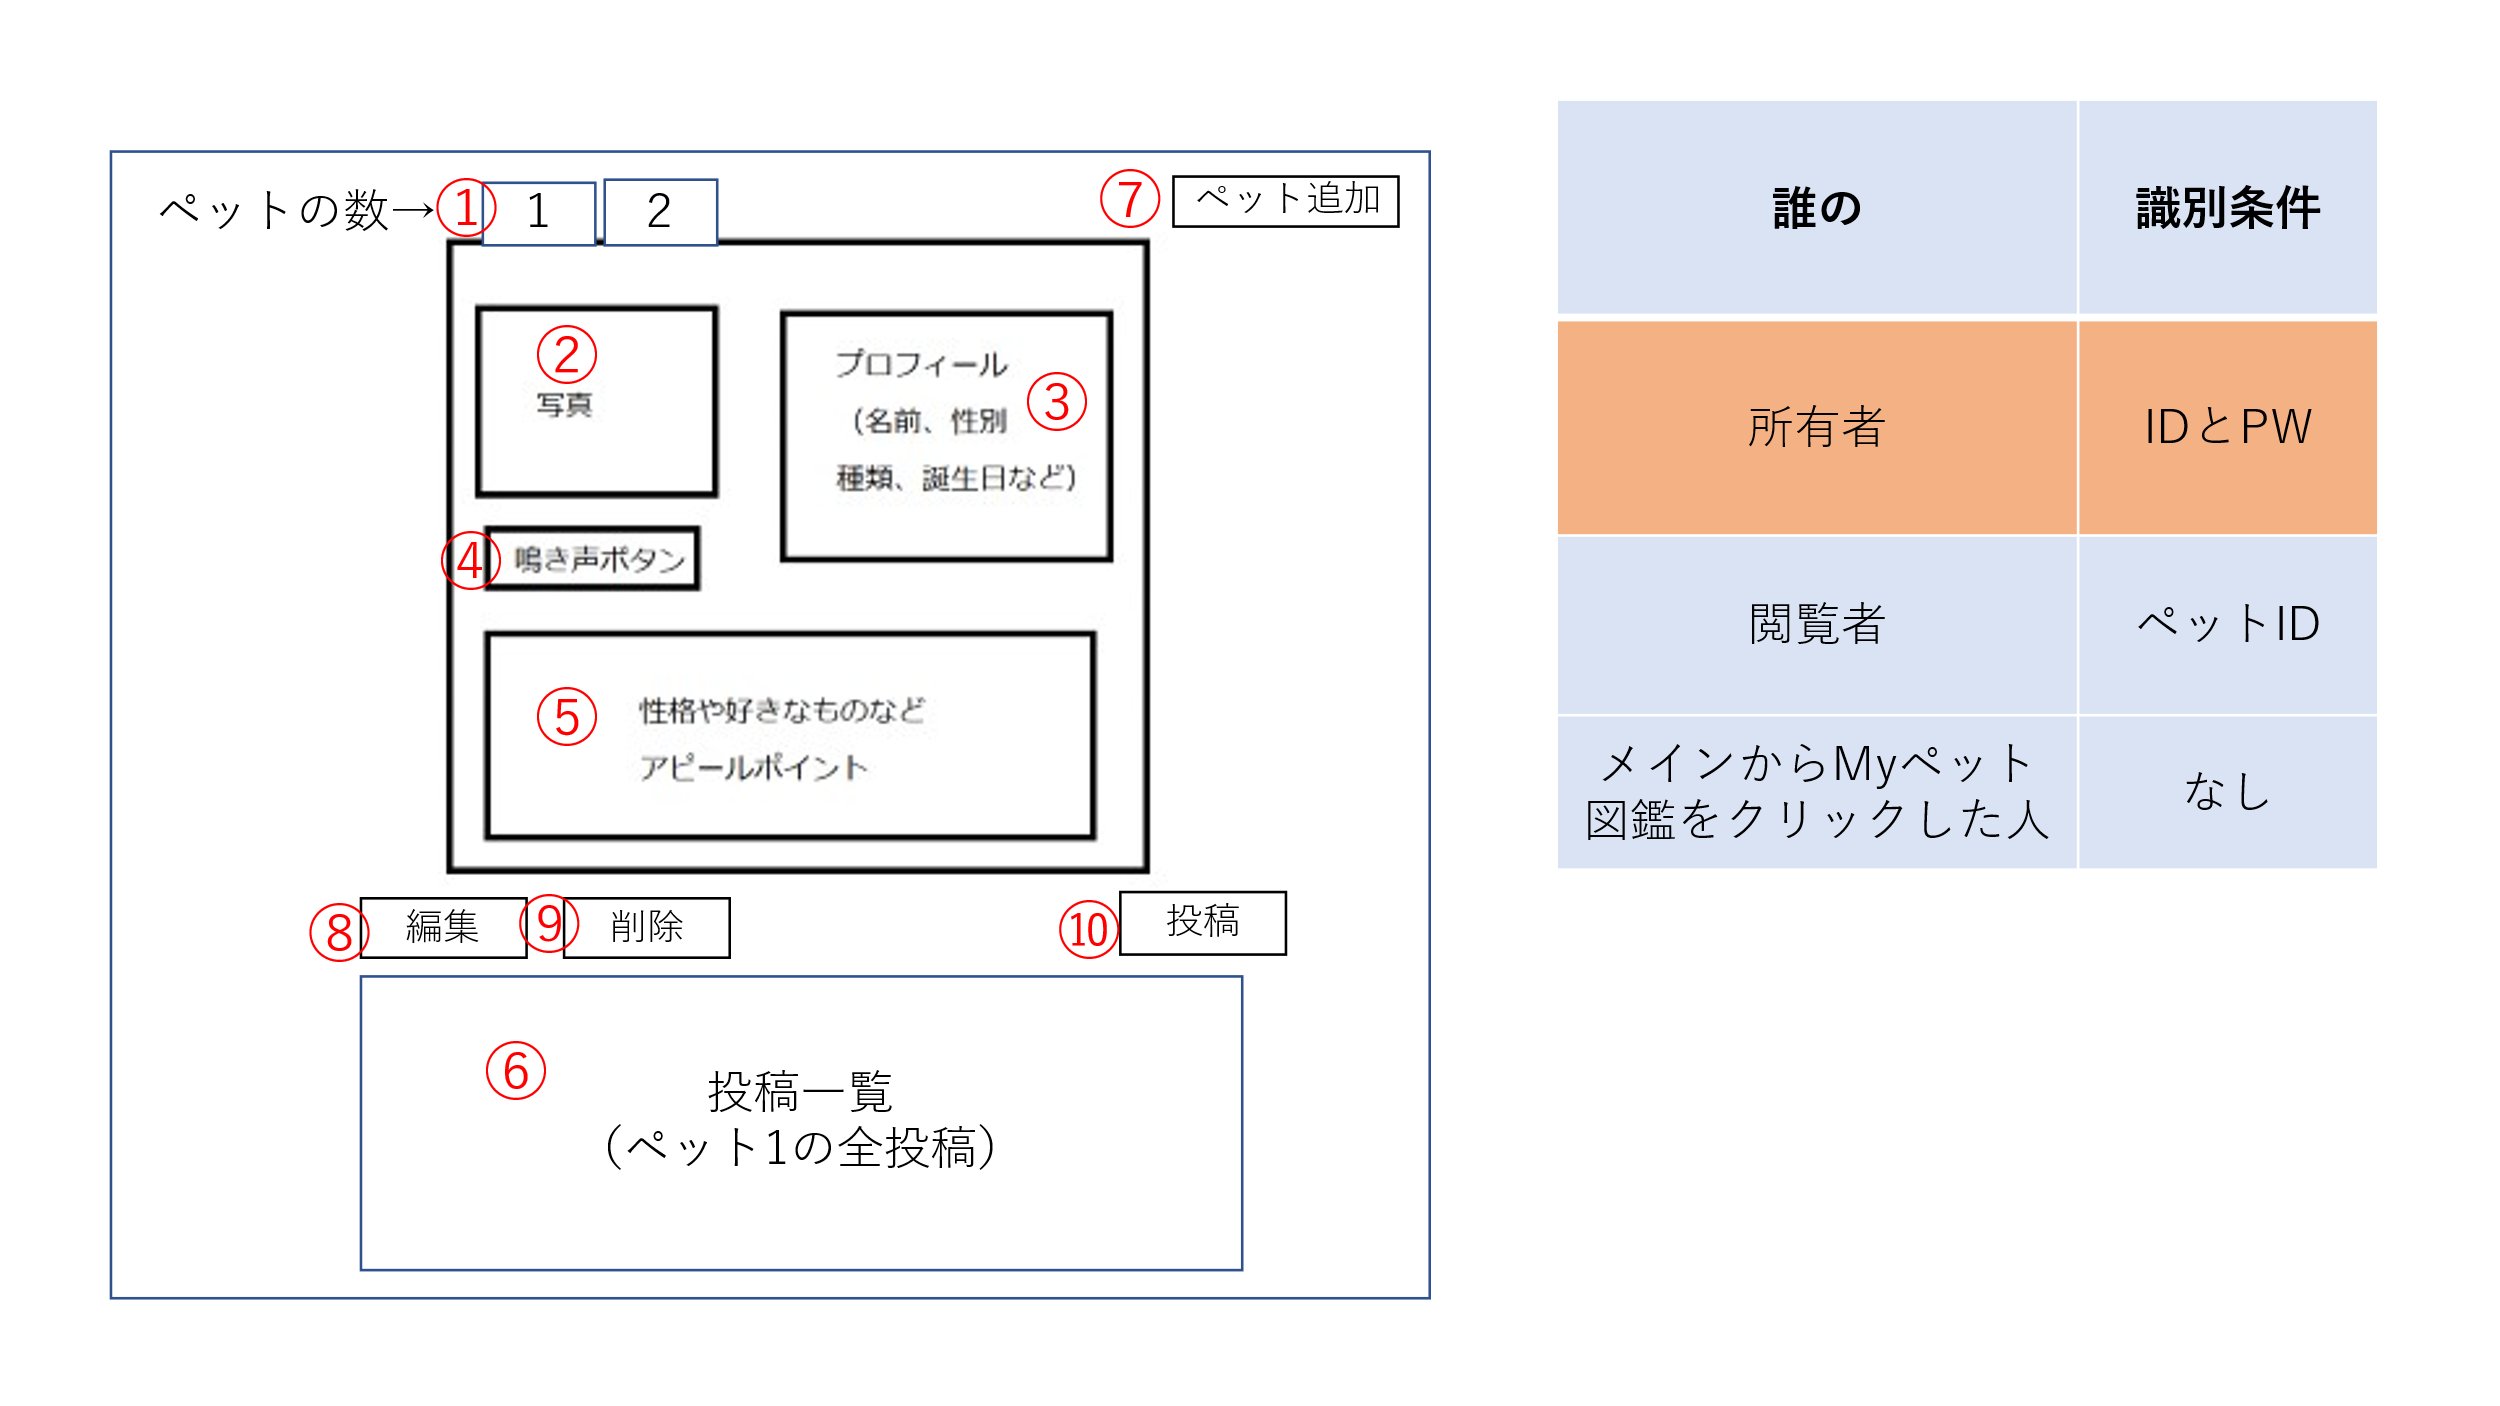 ペットの数→① 1 2
⑦ ペット追加
②
写真
プロフィール
(名前、性別
種類、誕生日など)
③
④ 鳴き声ボタン
⑤
性格や好きなものなど
アピールポイント
⑧ 編集
⑨ 削除
⑩ 投稿
⑥
投稿一覧
(ペット1の全投稿)
誰の 識別条件
所有者 IDとPW
閲覧者 ペットID
メインからMyペット
図鑑をクリックした人
なし